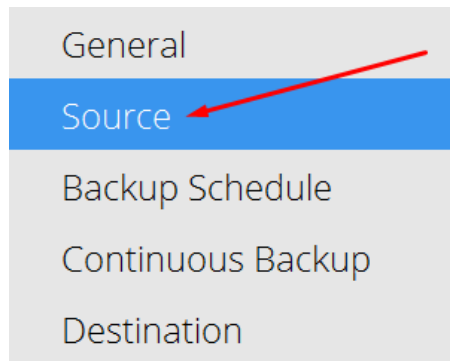 General
Source
Backup Schedule
Continuous Backup
Destination